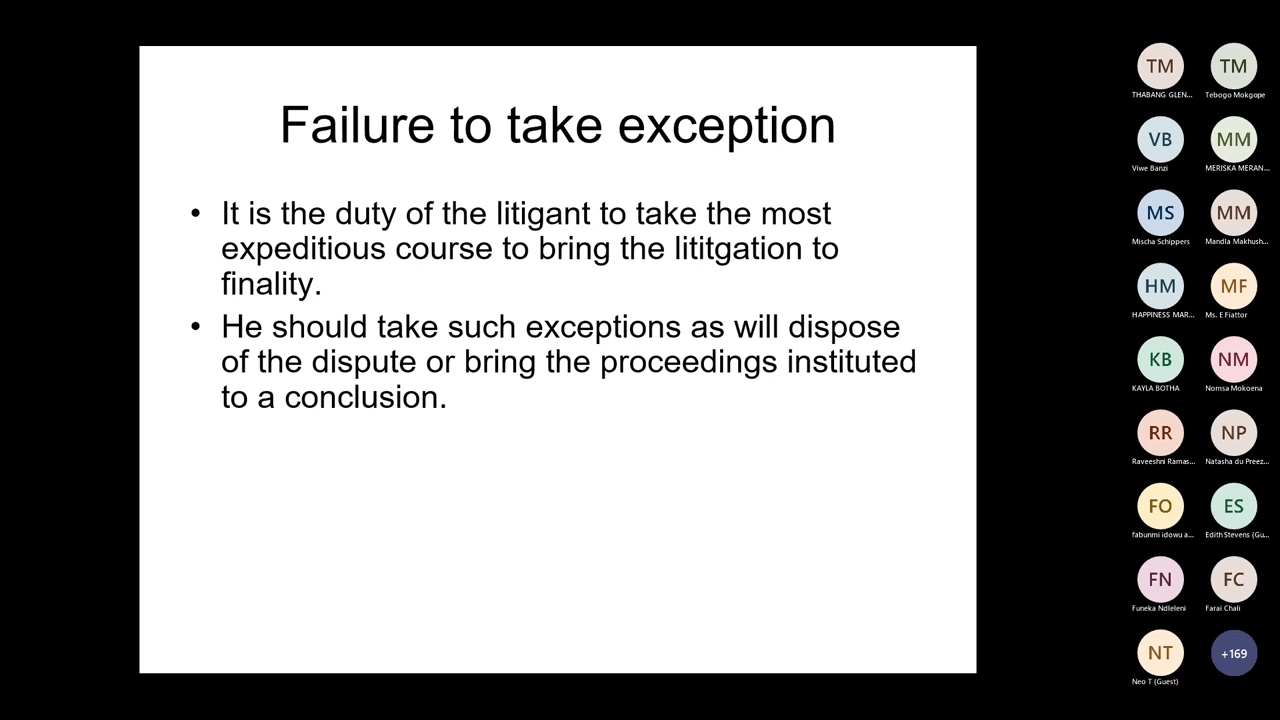 Failure to take exception
• It is the duty of the litigant to take the most
expeditious course to bring the lititgation to
finality.
• He should take such exceptions as will dispose
of the dispute or bring the proceedings instituted
to a conclusion.
TM TM
THABANG GLEN... Tebogo Mokgope
VB MM
Viwe Banzi MERISKA MERAN...
MS MM
Mischa Schippers Mandla Makhush...
HM MF
HAPPINESS MAR... Ms. E Fiattor
KB NM
KAYLA BOTHA Nomsa Mokoena
RR NP
Raveeshni Ramas... Natasha du Preez...
FO ES
fabunmi idowu a... Edith Stevens (Gu...
FN FC
Funeka Ndleleni Farai Chali
NT +169
Neo T (Guest)